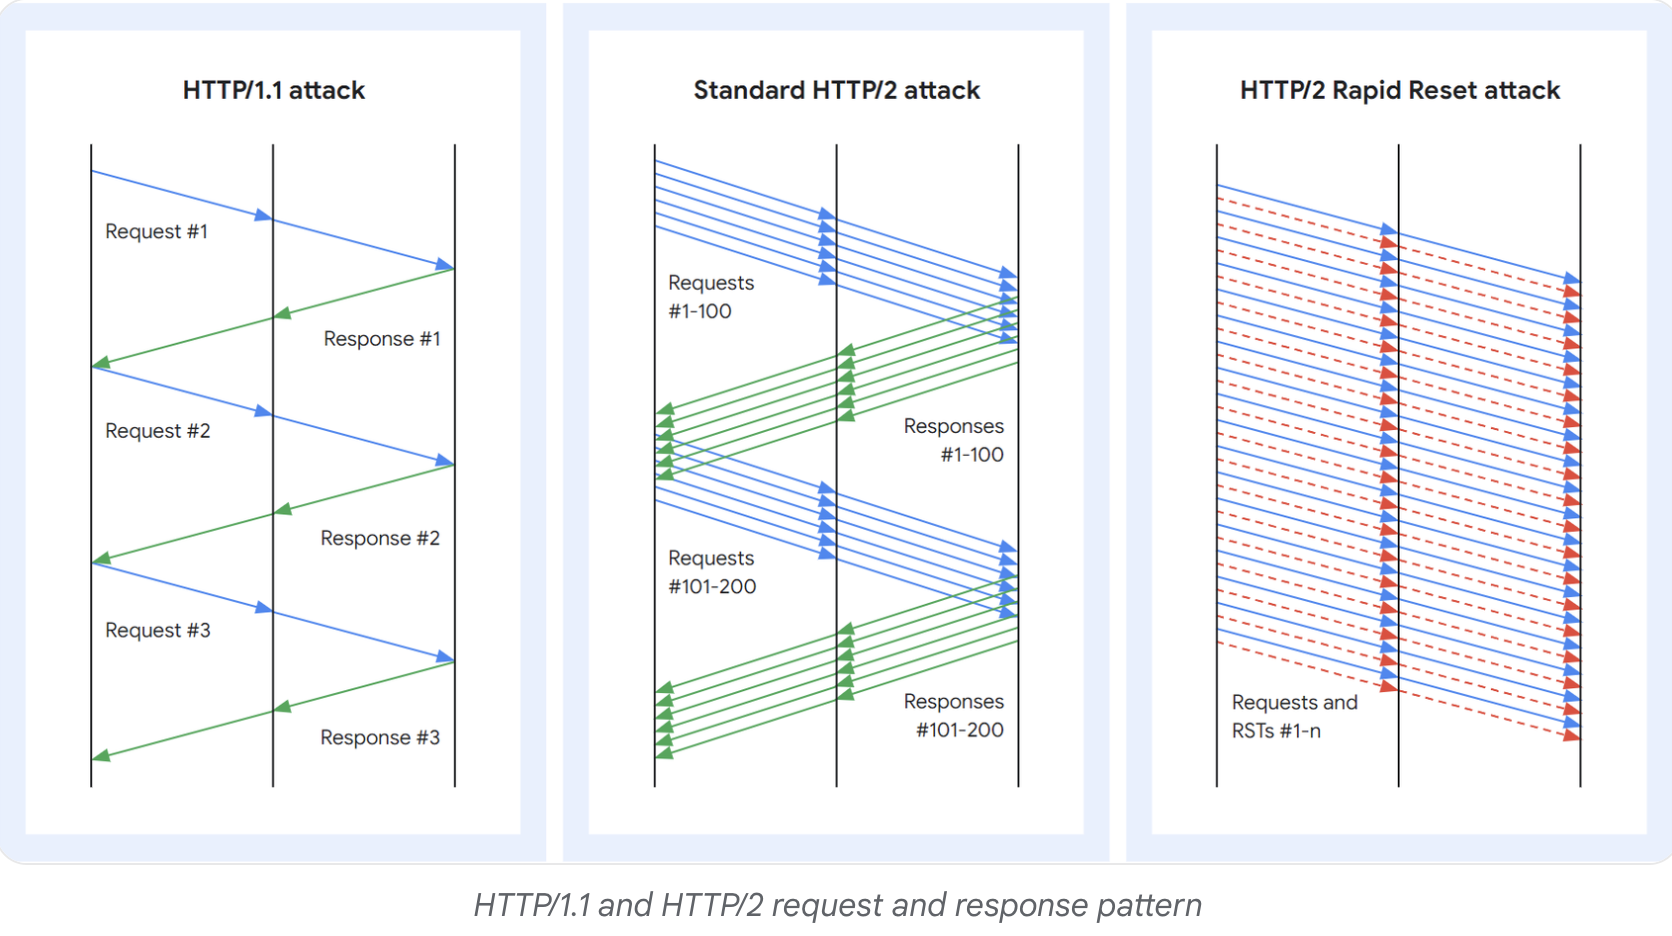 HTTP/1.1 attack
Request #1
Response #1
Request #2
Response #2
Request #3
Response #3
Standard HTTP/2 attack
Requests
#1-100
Responses
#1-100
Requests
#101-200
Responses
#101-200
HTTP/2 Rapid Reset attack
Requests and
RSTs #1-n
HTTP/1.1 and HTTP/2 request and response pattern